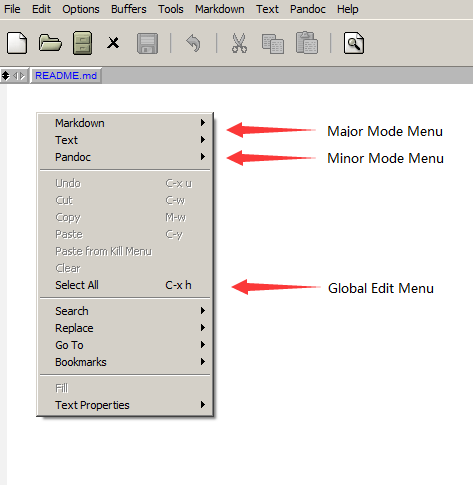 File Edit Options Buffers Tools Markdown Text Pandoc Help
README.md
Markdown
Major Mode Menu
Text
Pandoc
Minor Mode Menu
Undo C-x u
Cut C-w
Copy M-w
Paste C-y
Paste from Kill Menu
Clear
Select All C-x h
Global Edit Menu
Search
Replace
Go To
Bookmarks
Fill
Text Properties